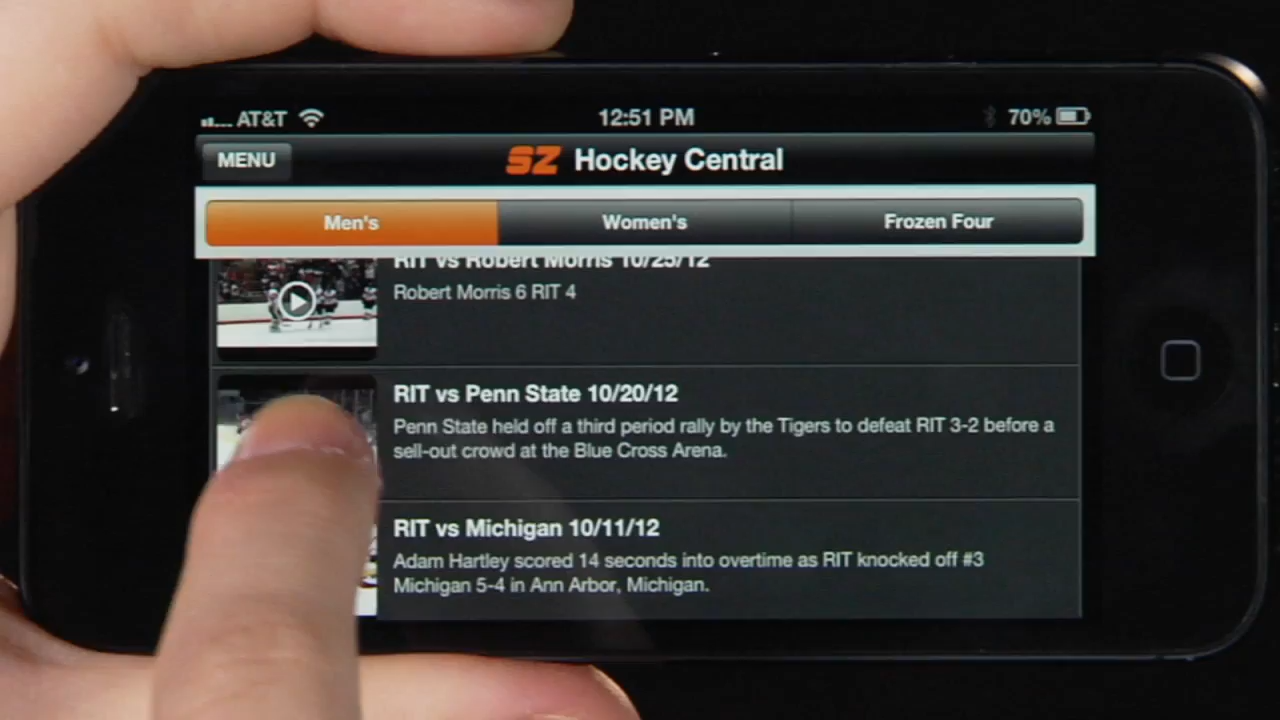 AT&T 12:51 PM 70%
MENU SZ Hockey Central
Men's Women's Frozen Four
RIT vs Robert Morris 10/25/12
Robert Morris 6 RIT 4
RIT vs Penn State 10/20/12
Penn State held off a third period rally by the Tigers to defeat RIT 3-2 before a
sell-out crowd at the Blue Cross Arena.
RIT vs Michigan 10/11/12
Adam Hartley scored 14 seconds into overtime as RIT knocked off #3
Michigan 5-4 in Ann Arbor, Michigan.